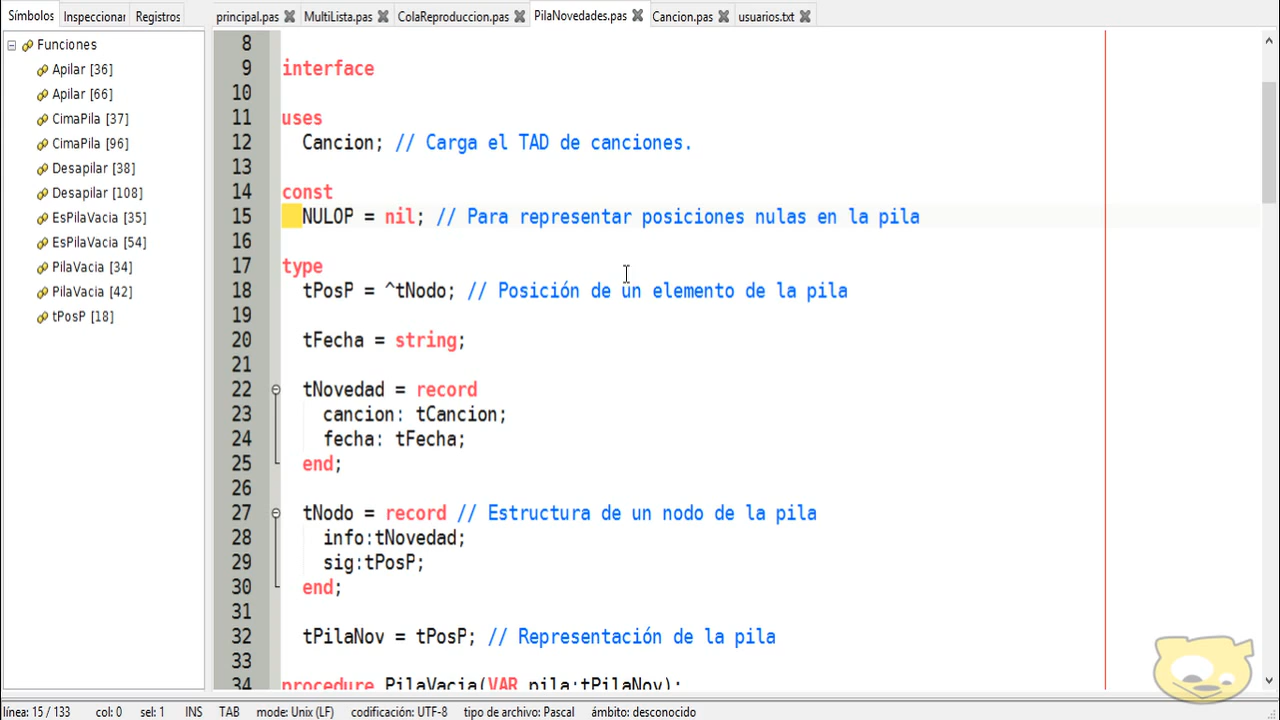 Símbolos Inspeccionar Registros principal.pas MultiLista.pas ColaReproduccion.pas PilaNovedades.pas Cancion.pas usuarios.txt
Funciones
Apilar [36]
Apilar [66]
CimaPila [37]
CimaPila [96]
Desapilar [38]
Desapilar [108]
EsPilaVacia [35]
EsPilaVacia [54]
PilaVacia [34]
PilaVacia [42]
tPosP [18]
8
9 interface
10
11 uses
12 Cancion; // Carga el TAD de canciones.
13
14 const
15 NULOP = nil; // Para representar posiciones nulas en la pila
16
17 type
18 tPosP = ^tNodo; // Posición de un elemento de la pila
19
20 tFecha = string;
21
22 tNovedad = record
23 cancion: tCancion;
24 fecha: tFecha;
25 end;
26
27 tNodo = record // Estructura de un nodo de la pila
28 info:tNovedad;
29 sig:tPosP;
30 end;
31
32 tPilaNov = tPosP; // Representación de la pila
33
34 procedure PilaVacia(VAR pila:tPilaNov);
línea: 15 / 133 col: 0 sel: 1 INS TAB mode: Unix (LF) codificación: UTF-8 tipo de archivo: Pascal ámbito: desconocido